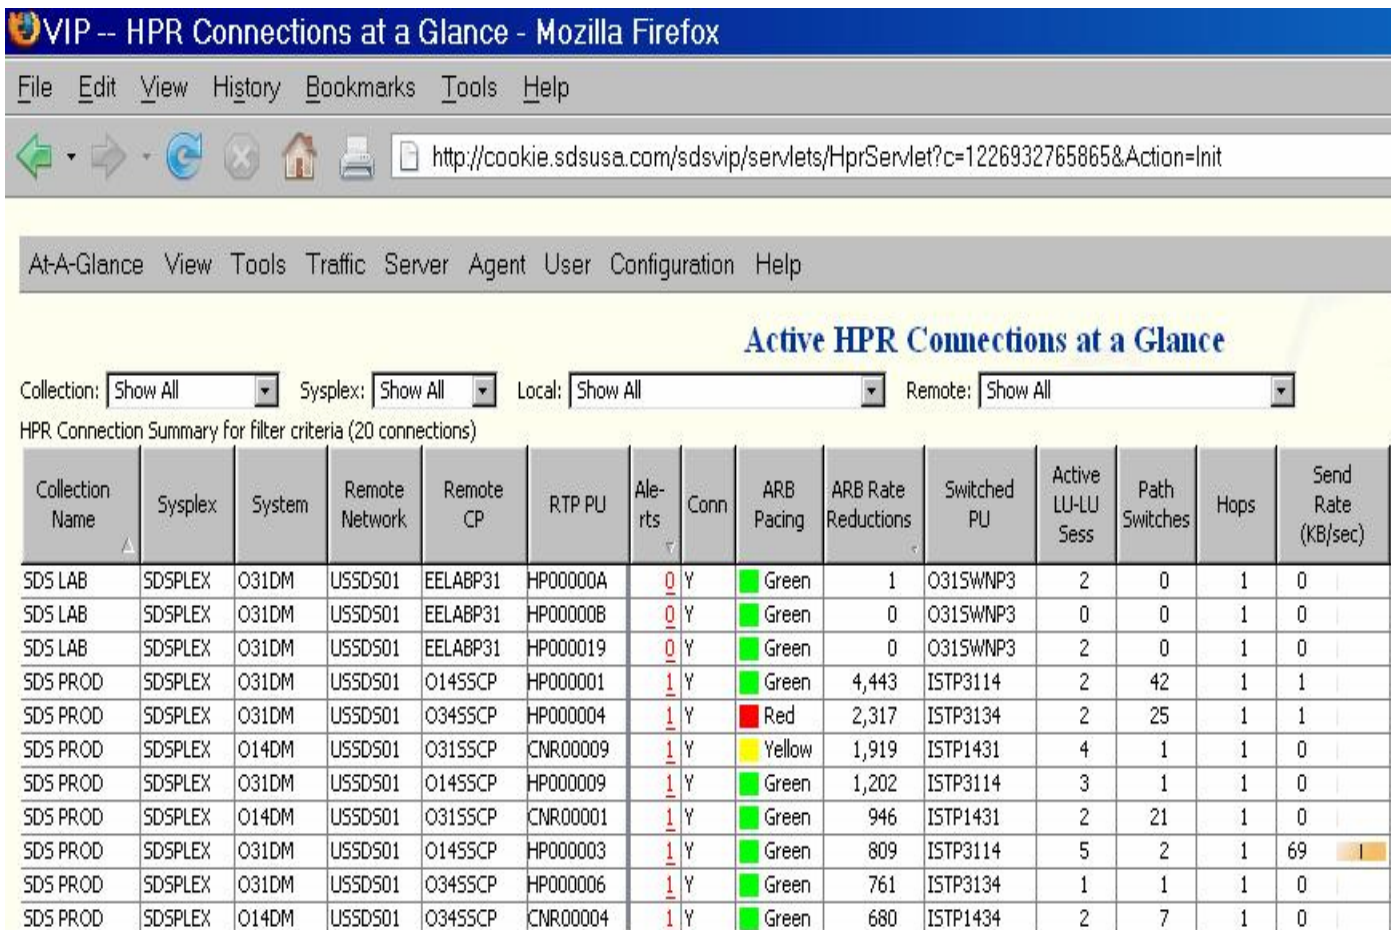 VIP -- HPR Connections at a Glance - Mozilla Firefox
File Edit View History Bookmarks Tools Help
http://cookie.sdsusa.com/sdsvip/servlets/HprServlet?c=1226932765865&Action=Init
At-A-Glance View Tools Traffic Server Agent User Configuration Help
Active HPR Connections at a Glance
Collection: Show All Sysplex: Show All Local: Show All Remote: Show All
HPR Connection Summary for filter criteria (20 connections)
Collection Name Sysplex System Remote Network Remote CP RTP PU Ale-rts Conn ARB Pacing ARB Rate Reductions Switched PU Active LU-LU Sess Path Switches Hops Send Rate (KB/sec)
SDS LAB SDSPLEX O31DM USSDS01 EELABP31 HP00000A 0 Y Green 1 O31SWNP3 2 0 1 0
SDS LAB SDSPLEX O31DM USSDS01 EELABP31 HP00000B 0 Y Green 0 O31SWNP3 0 0 1 0
SDS LAB SDSPLEX O31DM USSDS01 EELABP31 HP000019 0 Y Green 0 O31SWNP3 2 0 1 0
SDS PROD SDSPLEX O31DM USSDS01 O14SSCP HP000001 1 Y Green 4,443 ISTP3114 2 42 1 1
SDS PROD SDSPLEX O31DM USSDS01 O34SSCP HP000004 1 Y Red 2,317 ISTP3134 2 25 1 1
SDS PROD SDSPLEX O14DM USSDS01 O31SSCP CNR00009 1 Y Yellow 1,919 ISTP1431 4 1 1 0
SDS PROD SDSPLEX O31DM USSDS01 O14SSCP HP000009 1 Y Green 1,202 ISTP3114 3 1 1 0
SDS PROD SDSPLEX O14DM USSDS01 O31SSCP CNR00001 1 Y Green 946 ISTP1431 2 21 1 0
SDS PROD SDSPLEX O31DM USSDS01 O14SSCP HP000003 1 Y Green 809 ISTP3114 5 2 1 69
SDS PROD SDSPLEX O31DM USSDS01 O34SSCP HP000006 1 Y Green 761 ISTP3134 1 1 1 0
SDS PROD SDSPLEX O14DM USSDS01 O34SSCP CNR00004 1 Y Green 680 ISTP1434 2 7 1 0